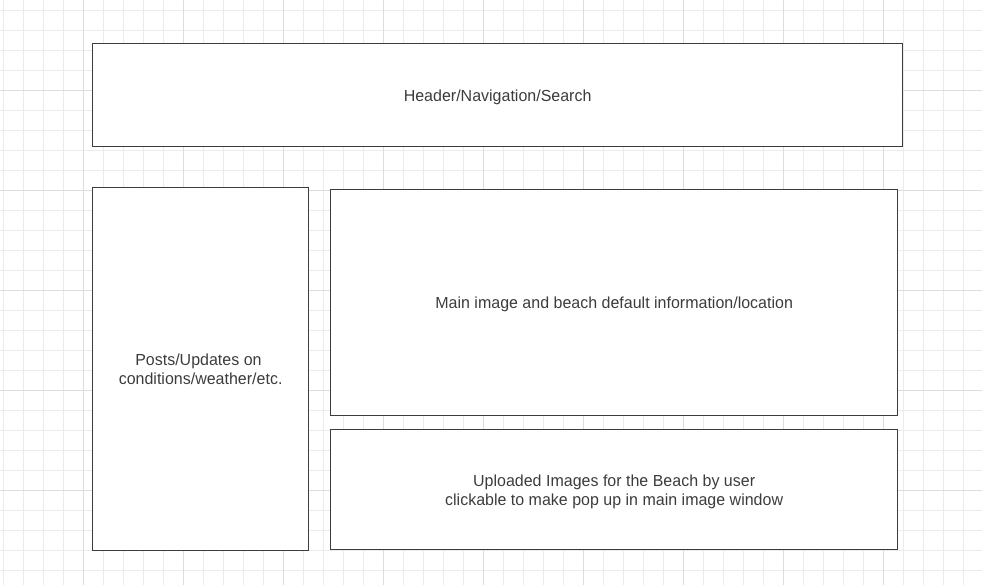 Header/Navigation/Search
Posts/Updates on
conditions/weather/etc.
Main image and beach default information/location
Uploaded Images for the Beach by user
clickable to make pop up in main image window